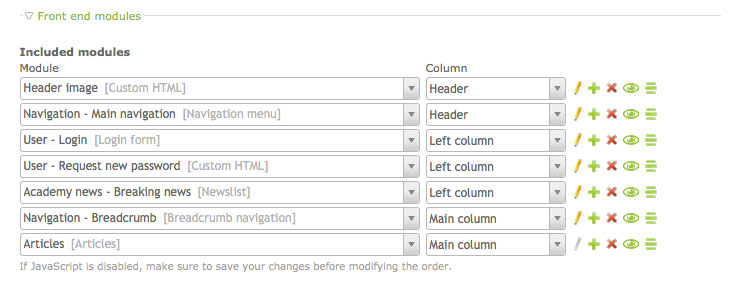 Front end modules
Included modules
Module Column
Header image [Custom HTML] Header
Navigation - Main navigation [Navigation menu] Header
User - Login [Login form] Left column
User - Request new password [Custom HTML] Left column
Academy news - Breaking news [Newslist] Left column
Navigation - Breadcrumb [Breadcrumb navigation] Main column
Articles [Articles] Main column
If JavaScript is disabled, make sure to save your changes before modifying the order.